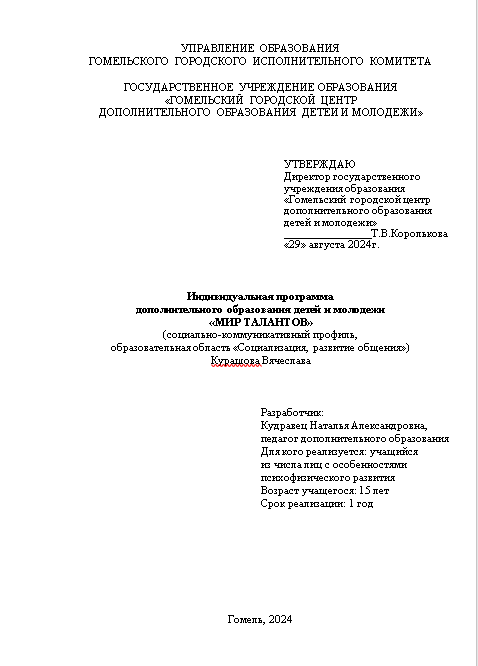 УПРАВЛЕНИЕ ОБРАЗОВАНИЯ
ГОМЕЛЬСКОГО ГОРОДСКОГО ИСПОЛНИТЕЛЬНОГО КОМИТЕТА
ГОСУДАРСТВЕННОЕ УЧРЕЖДЕНИЕ ОБРАЗОВАНИЯ
«ГОМЕЛЬСКИЙ ГОРОДСКОЙ ЦЕНТР
ДОПОЛНИТЕЛЬНОГО ОБРАЗОВАНИЯ ДЕТЕЙ И МОЛОДЕЖИ»
УТВЕРЖДАЮ
Директор государственного
учреждения образования
«Гомельский городской центр
дополнительного образования
детей и молодежи»
________________Т.В.Королькова
«29» августа 2024г.
Индивидуальная программа
дополнительного образования детей и молодежи
«МИР ТАЛАНТОВ»
(социально-коммуникативный профиль,
образовательная область «Социализация, развитие общения»)
Курашова Вячеслава
Разработчик:
Кудравец Наталья Александровна,
педагог дополнительного образования
Для кого реализуется: учащийся
из числа лиц с особенностями
психофизического развития
Возраст учащегося: 15 лет
Срок реализации: 1 год
Гомель, 2024